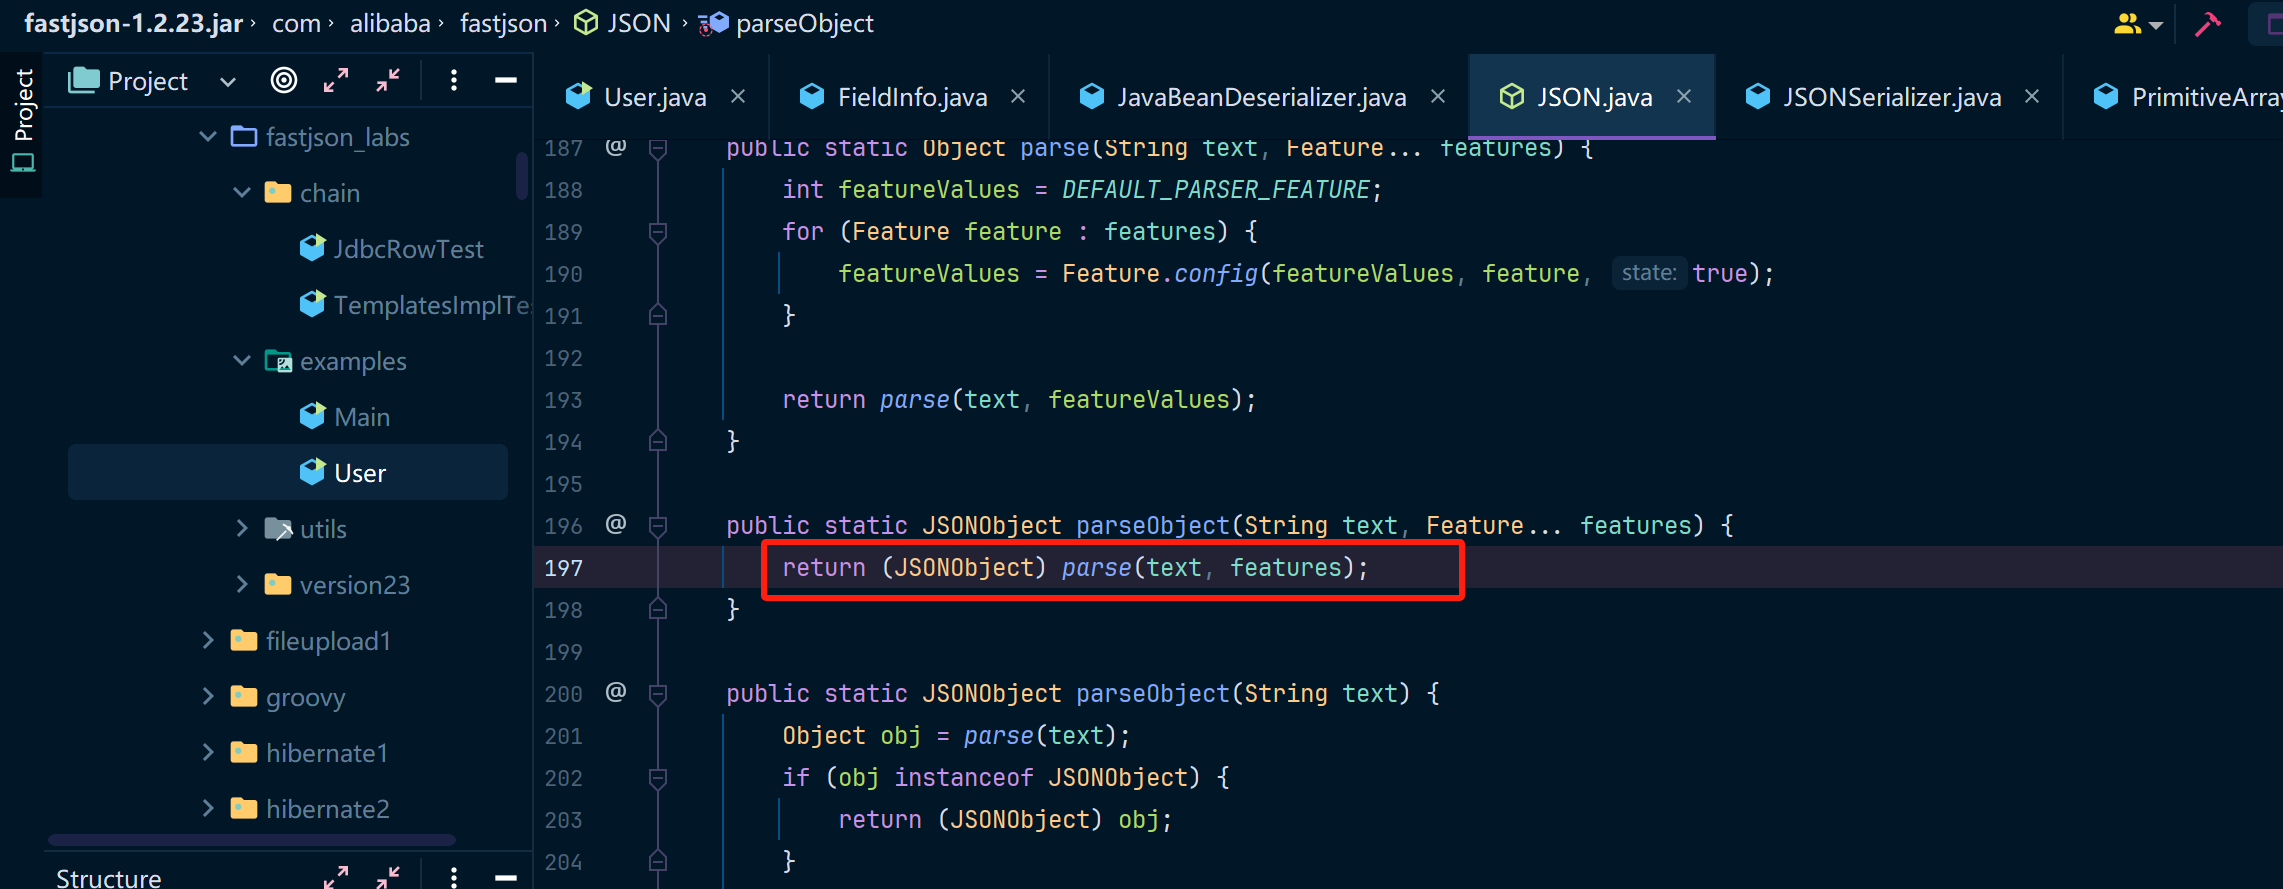 fastjson-1.2.23.jar › com › alibaba › fastjson › JSON › parseObject
Project
Project
User.java
FieldInfo.java
JavaBeanDeserializer.java
JSON.java
JSONSerializer.java
PrimitiveArray
fastjson_labs
chain
JdbcRowTest
TemplatesImplTes
examples
Main
User
utils
version23
fileupload1
groovy
hibernate1
hibernate2
Structure
187 @ public static Object parse(String text, Feature... features) {
188 int featureValues = DEFAULT_PARSER_FEATURE;
189 for (Feature feature : features) {
190 featureValues = Feature.config(featureValues, feature, state: true);
191 }
192
193 return parse(text, featureValues);
194 }
195
196 @ public static JSONObject parseObject(String text, Feature... features) {
197 return (JSONObject) parse(text, features);
198 }
199
200 @ public static JSONObject parseObject(String text) {
201 Object obj = parse(text);
202 if (obj instanceof JSONObject) {
203 return (JSONObject) obj;
204 }